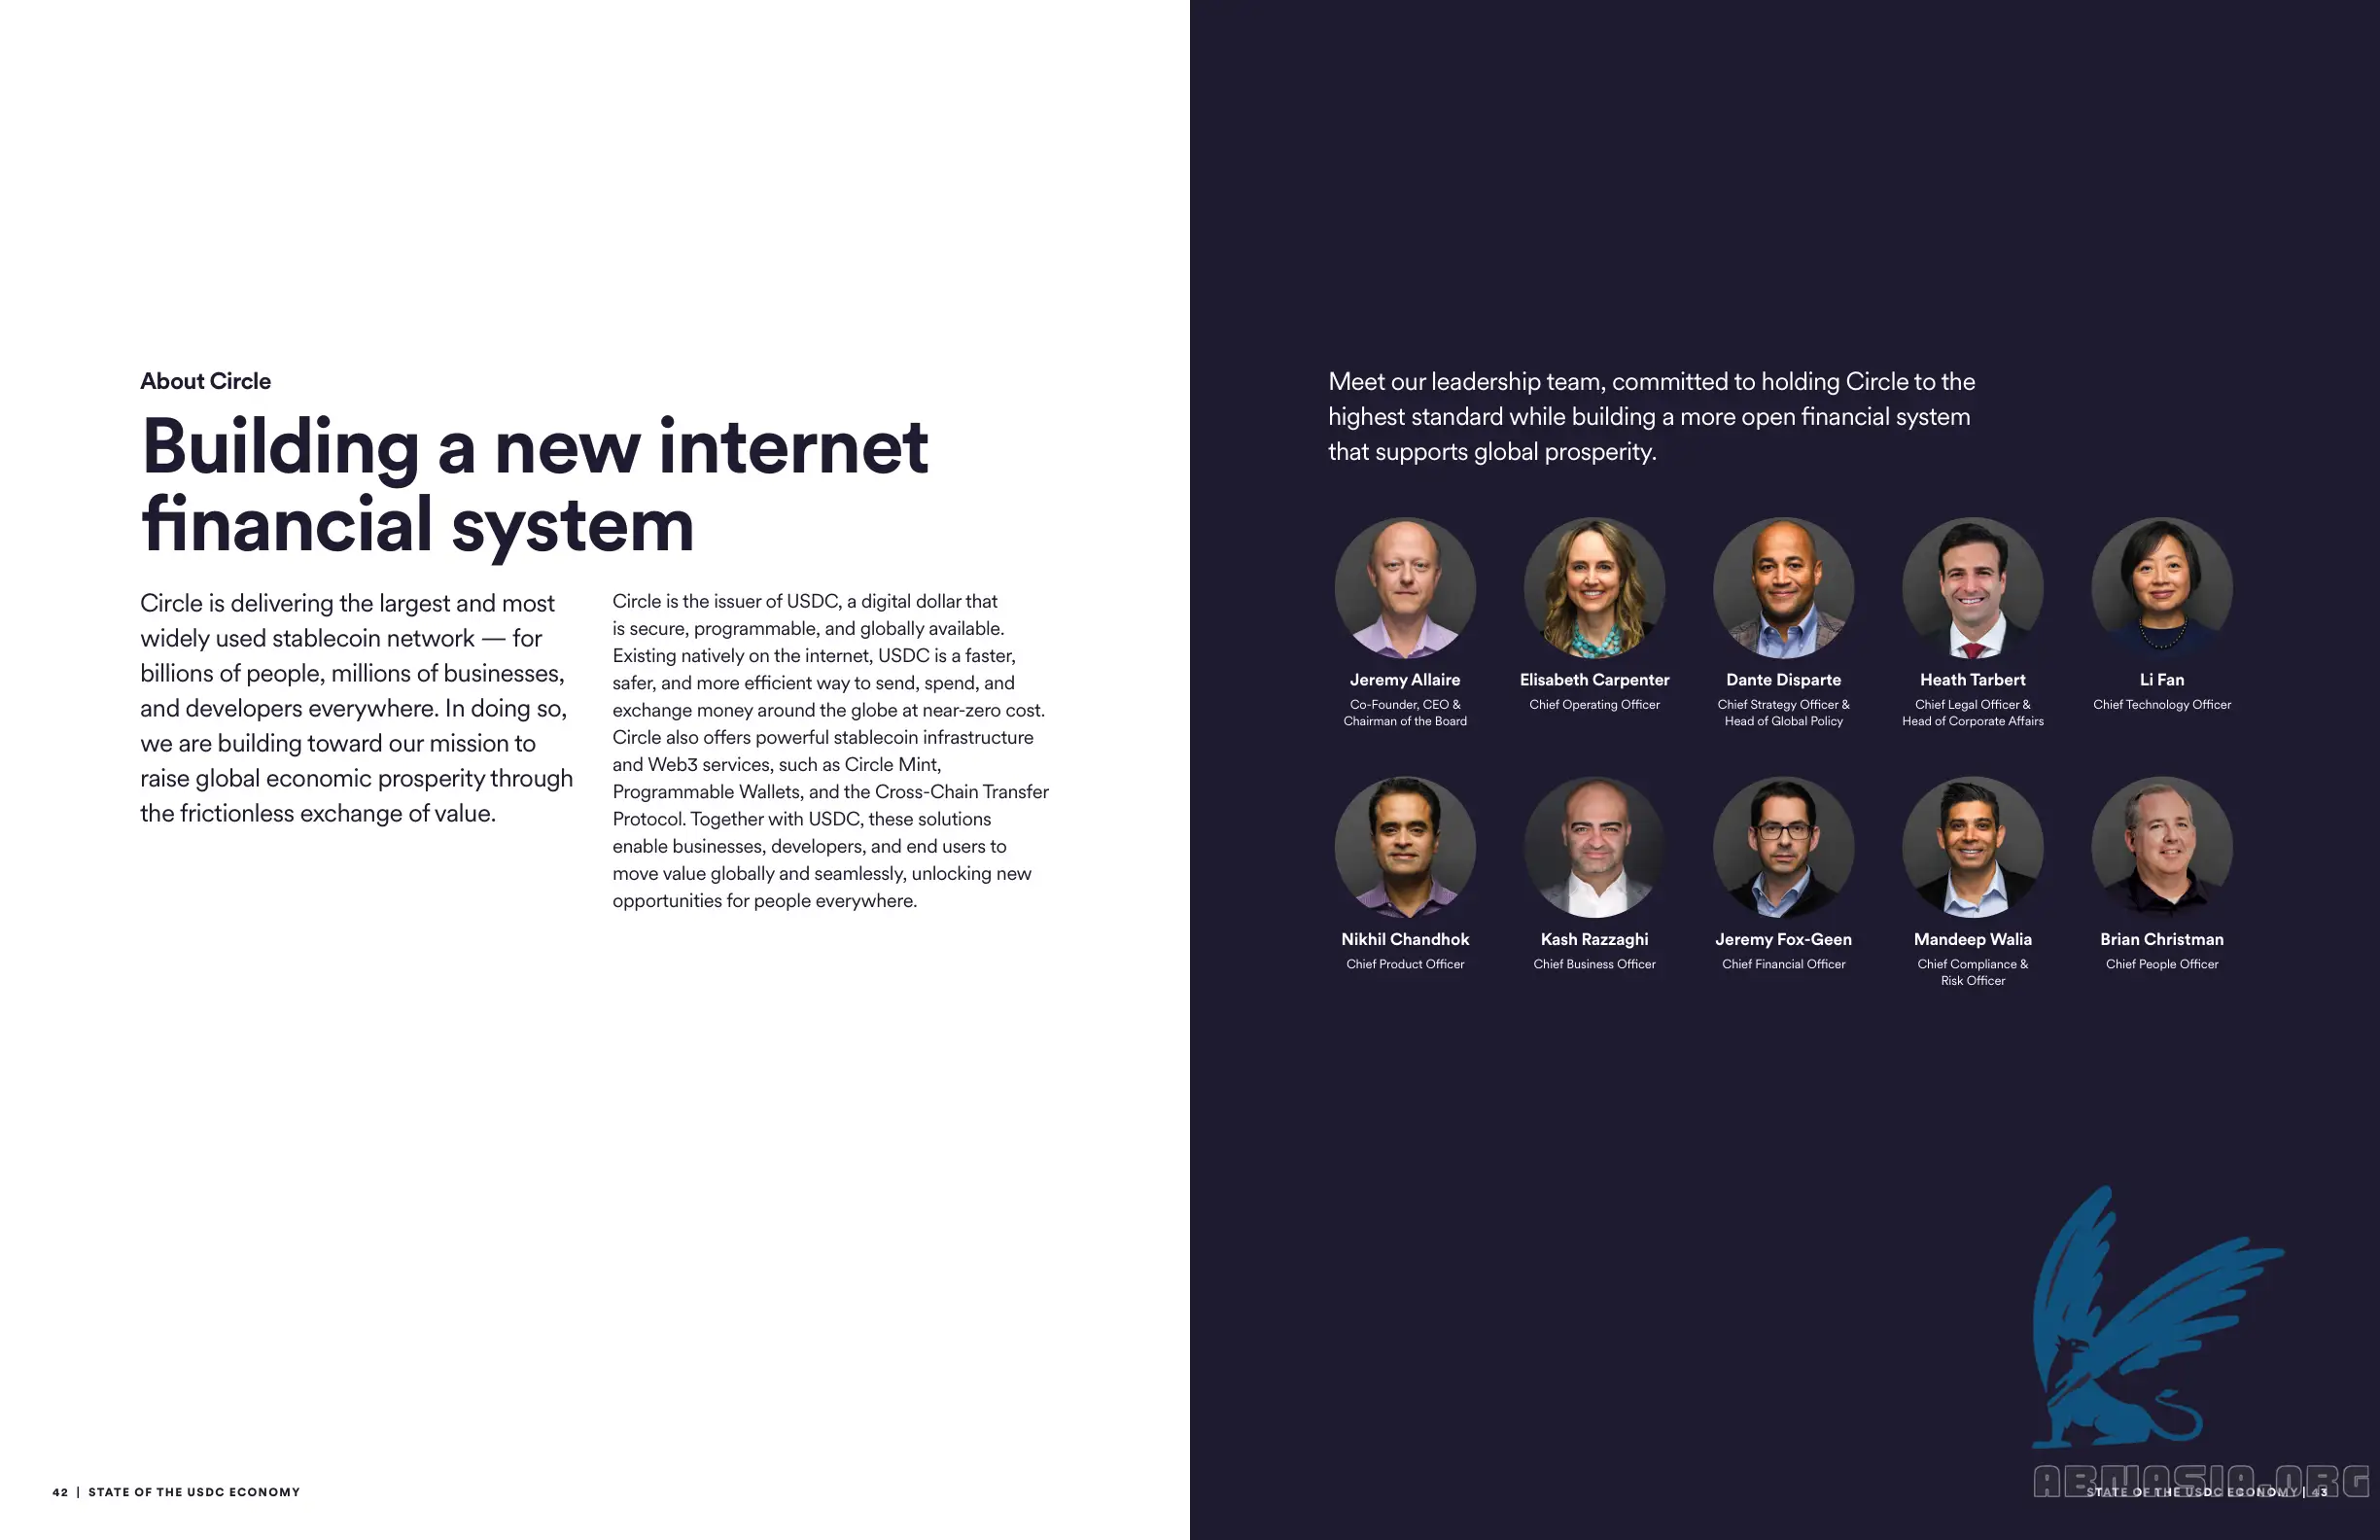 About Circle
Building a new internet
financial system
Circle is delivering the largest and most
widely used stablecoin network — for
billions of people, millions of businesses,
and developers everywhere. In doing so,
we are building toward our mission to
raise global economic prosperity through
the frictionless exchange of value.
Circle is the issuer of USDC, a digital dollar that
is secure, programmable, and globally available.
Existing natively on the internet, USDC is a faster,
safer, and more efficient way to send, spend, and
exchange money around the globe at near-zero cost.
Circle also offers powerful stablecoin infrastructure
and Web3 services, such as Circle Mint,
Programmable Wallets, and the Cross-Chain Transfer
Protocol. Together with USDC, these solutions
enable businesses, developers, and end users to
move value globally and seamlessly, unlocking new
opportunities for people everywhere.
42 | STATE OF THE USDC ECONOMY
Meet our leadership team, committed to holding Circle to the
highest standard while building a more open financial system
that supports global prosperity.
Jeremy Allaire
Co-Founder, CEO &
Chairman of the Board
Elisabeth Carpenter
Chief Operating Officer
Dante Disparte
Chief Strategy Officer &
Head of Global Policy
Heath Tarbert
Chief Legal Officer &
Head of Corporate Affairs
Li Fan
Chief Technology Officer
Nikhil Chandhok
Chief Product Officer
Kash Razzaghi
Chief Business Officer
Jeremy Fox-Geen
Chief Financial Officer
Mandeep Walia
Chief Compliance &
Risk Officer
Brian Christman
Chief People Officer
ABNASIA.ORG
STATE OF THE USDC ECONOMY | 43